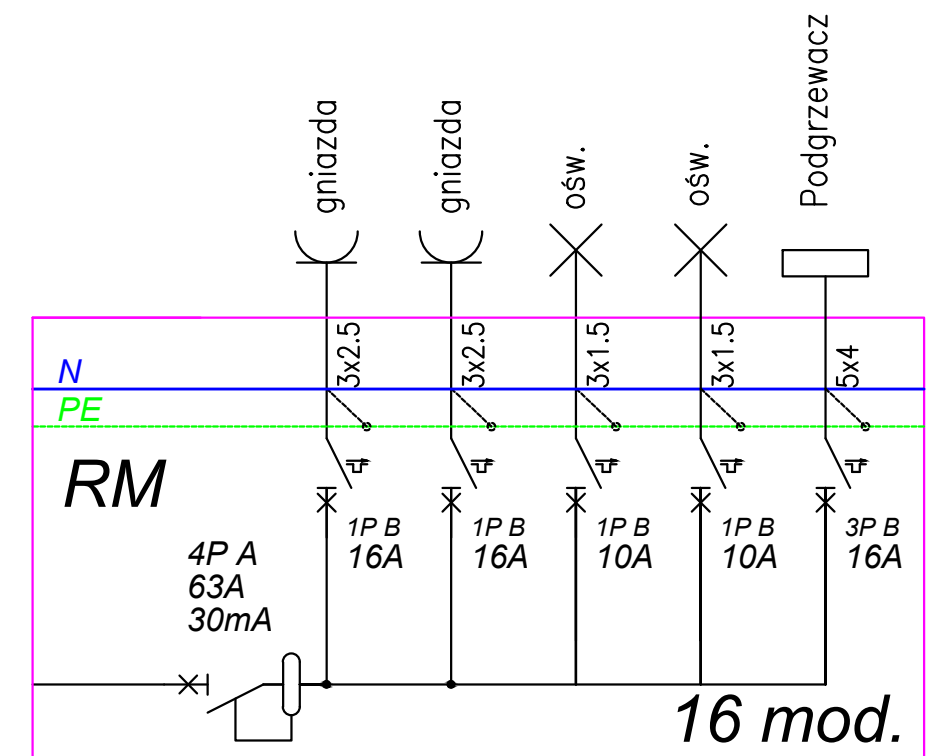 gniazda
gniazda
ośw.
ośw.
Podgrzewacz
3x2.5
3x2.5
3x1.5
3x1.5
5x4
N
PE
RM
1P B
16A
1P B
16A
1P B
10A
1P B
10A
3P B
16A
4P A
63A
30mA
16 mod.